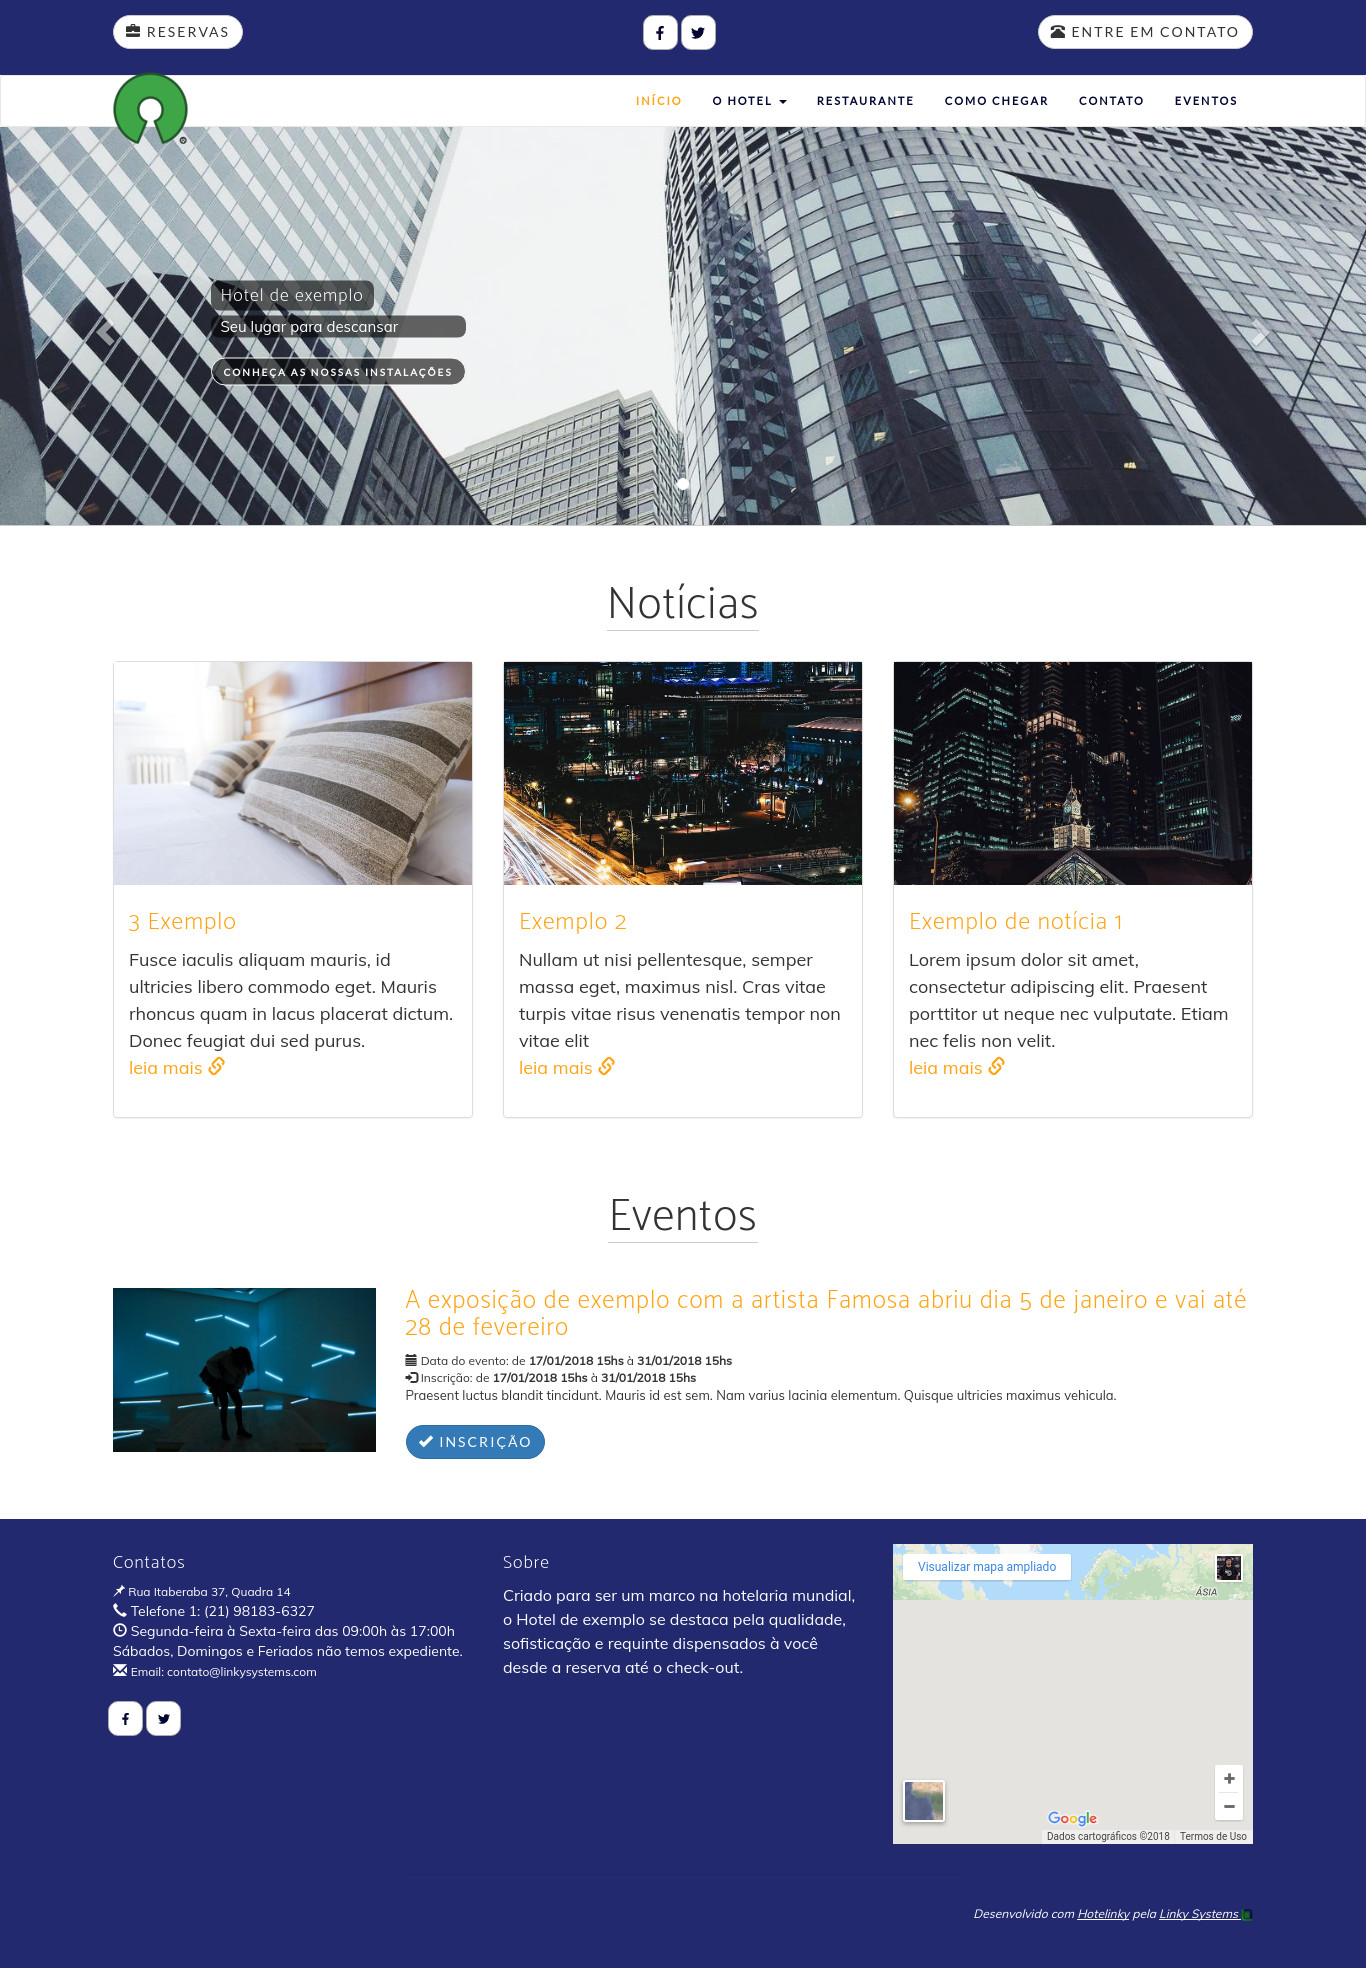 RESERVAS
ENTRE EM CONTATO
INÍCIO
O HOTEL
RESTAURANTE
COMO CHEGAR
CONTATO
EVENTOS
Hotel de exemplo
Seu lugar para descansar
CONHEÇA AS NOSSAS INSTALAÇÕES
Notícias
3 Exemplo
Fusce iaculis aliquam mauris, id
ultricies libero commodo eget. Mauris
rhoncus quam in lacus placerat dictum.
Donec feugiat dui sed purus.
leia mais
Exemplo 2
Nullam ut nisi pellentesque, semper
massa eget, maximus nisl. Cras vitae
turpis vitae risus venenatis tempor non
vitae elit
leia mais
Exemplo de notícia 1
Lorem ipsum dolor sit amet,
consectetur adipiscing elit. Praesent
porttitor ut neque nec vulputate. Etiam
nec felis non velit.
leia mais
Eventos
A exposição de exemplo com a artista Famosa abriu dia 5 de janeiro e vai até
28 de fevereiro
Data do evento: de 17/01/2018 15hs à 31/01/2018 15hs
Inscrição: de 17/01/2018 15hs à 31/01/2018 15hs
Praesent luctus blandit tincidunt. Mauris id est sem. Nam varius lacinia elementum. Quisque ultricies maximus vehicula.
INSCRIÇÃO
Contatos
Rua Itaberaba 37, Quadra 14
Telefone 1: (21) 98183-6327
Segunda-feira à Sexta-feira das 09:00h às 17:00h
Sábados, Domingos e Feriados não temos expediente.
Email: contato@linkysystems.com
Sobre
Criado para ser um marco na hotelaria mundial,
o Hotel de exemplo se destaca pela qualidade,
sofisticação e requinte dispensados à você
desde a reserva até o check-out.
Visualizar mapa ampliado
ÁSIA
Google
Dados cartográficos ©2018
Termos de Uso
Desenvolvido com Hotelinky pela Linky Systems